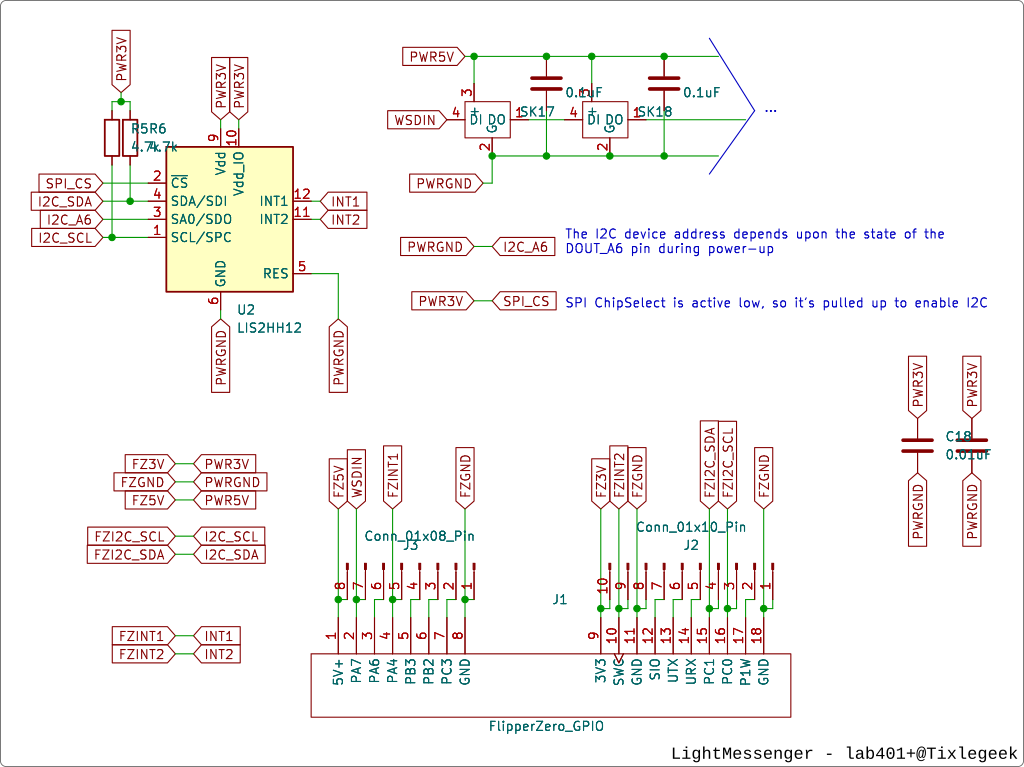 PWR3V
PWR3V
PWR3V
PWR5V
WSDIN
PWRGND
3
4
+
DI DO
G
1
2
SK17
0.1uF
3
4
+
DI DO
G
1
2
SK18
0.1uF
...
R5
R6
4.7k
4.7k
9
10
Vdd
Vdd_IO
SPI_CS
2
CS
I2C_SDA
4
SDA/SDI
I2C_A6
3
SA0/SDO
I2C_SCL
1
SCL/SPC
INT1
12
INT1
INT2
11
INT2
RES
5
GND
6
U2
LIS2HH12
PWRGND
PWRGND
PWRGND
I2C_A6
The I2C device address depends upon the state of the
DOUT_A6 pin during power-up
PWR3V
SPI_CS
SPI ChipSelect is active low, so it's pulled up to enable I2C
PWR3V
PWR3V
C18
0.01uF
PWRGND
PWRGND
FZ3V
PWR3V
FZGND
PWRGND
FZ5V
PWR5V
FZI2C_SCL
I2C_SCL
FZI2C_SDA
I2C_SDA
FZINT1
INT1
FZINT2
INT2
FZ5V
WSDIN
FZINT1
FZGND
FZ3V
FZINT2
FZGND
FZI2C_SDA
FZI2C_SCL
FZGND
Conn_01x08_Pin
J3
Conn_01x10_Pin
J2
8 7 6 5 4 3 2 1
10 9 8 7 6 5 4 3 2 1
J1
1 2 3 4 5 6 7 8
9 10 11 12 13 14 15 16 17 18
5V+ PA7 PA6 PA4 PB3 PB2 PC3 GND
3V3 SWC GND SIO UTX URX PC1 PC0 P1W GND
FlipperZero_GPIO
LightMessenger - lab401+@Tixlegeek